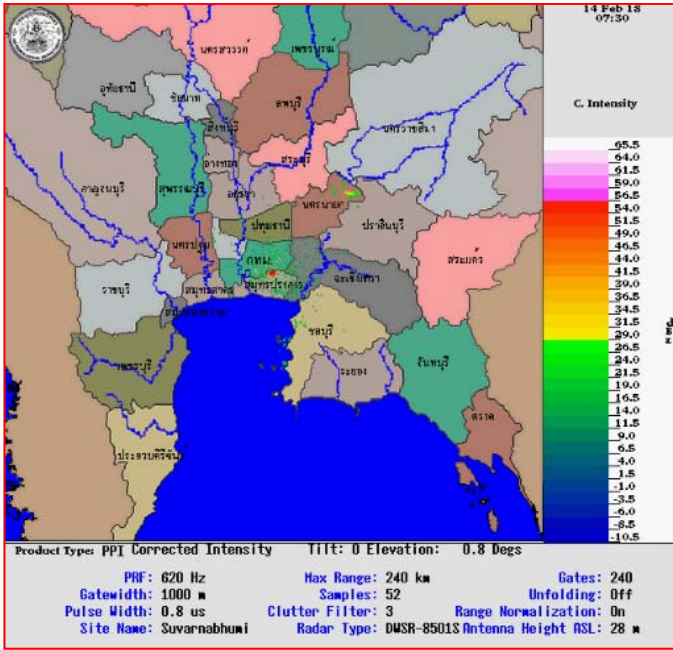 14 Feb 18
07:30
C. Intensity
นครสวรรค์
เพชรบูรณ์
อุทัยธานี
ชัยนาท
ลพบุรี
สิงหบุรี
นครราชสีมา
อ่างทอง
สระบุรี
กาญจนบุรี
สุพรรณบุรี
อยุธยา
นครนายก
ปทุมธานี
ปราจีนบุรี
นครปฐม
กทม.
สระแก้ว
ราชบุรี
สมุทรสาคร
สมุทรปราการ
ฉะเชิงเทรา
ชลบุรี
เพชรบุรี
ระยอง
จันทบุรี
ตราด
ประจวบคีรีขันธ์
65.5
64.0
61.5
59.0
56.5
54.0
51.5
49.0
46.5
44.0
41.5
39.0
36.5
34.0
31.5
29.0
26.5
24.0
21.5
19.0
16.5
14.0
11.5
9.0
6.5
4.0
1.5
-1.0
-3.5
-6.0
-8.5
-10.5
Product Type: PPI Corrected Intensity Tilt: 0 Elevation: 0.8 Degs
PRF: 620 Hz Max Range: 240 km Gates: 240
Gatewidth: 1000 m Samples: 52 Unfolding: Off
Pulse Width: 0.8 us Clutter Filter: 3 Range Normalization: On
Site Name: Suvarnabhumi Radar Type: DWSR-8501S Antenna Height ASL: 28 m